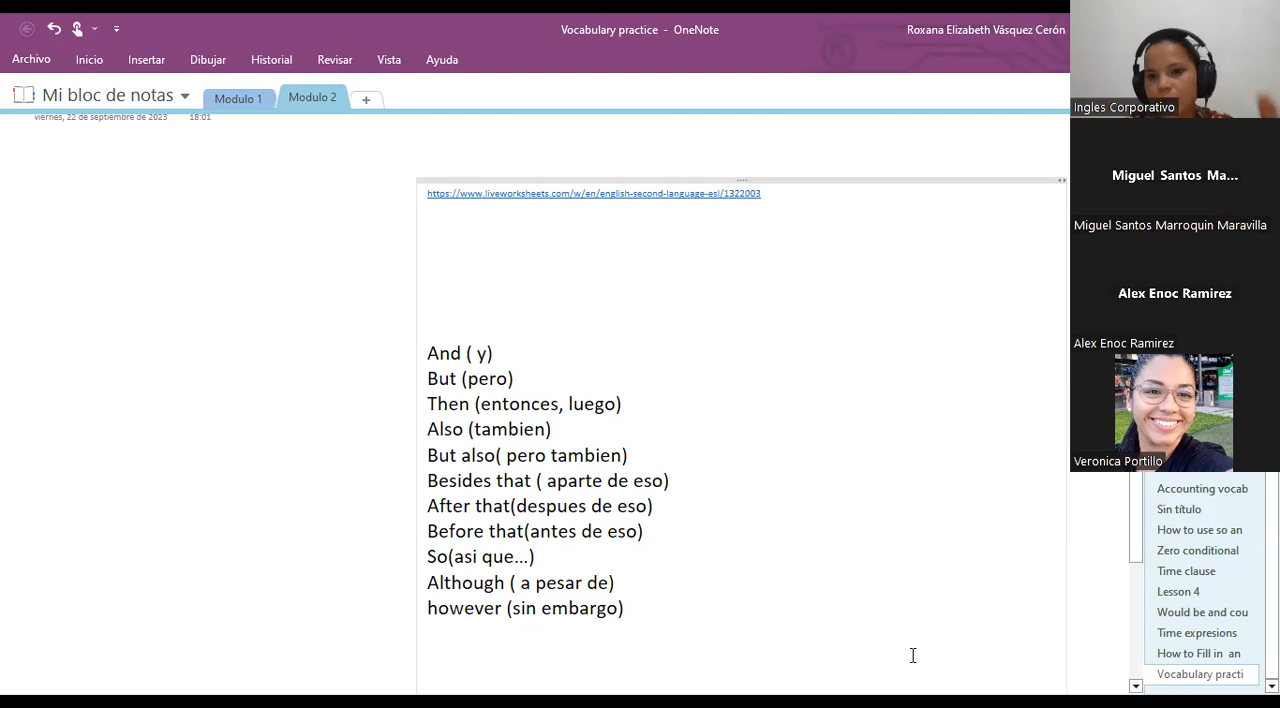 Vocabulary practice - OneNote
Roxana Elizabeth Vásquez Cerón
Archivo Inicio Insertar Dibujar Historial Revisar Vista Ayuda
Mi bloc de notas Modulo 1 Modulo 2 +
viernes, 22 de septiembre de 2023 18:01
https://www.liveworksheets.com/w/en/english-second-language-esl/1322003
And ( y)
But (pero)
Then (entonces, luego)
Also (tambien)
But also( pero tambien)
Besides that ( aparte de eso)
After that(despues de eso)
Before that(antes de eso)
So(asi que...)
Although ( a pesar de)
however (sin embargo)
Ingles Corporativo
Miguel Santos Ma...
Miguel Santos Marroquin Maravilla
Alex Enoc Ramirez
Alex Enoc Ramirez
Veronica Portillo
Accounting vocab
Sin título
How to use so an
Zero conditional
Time clause
Lesson 4
Would be and cou
Time expresions
How to Fill in an
Vocabulary practi